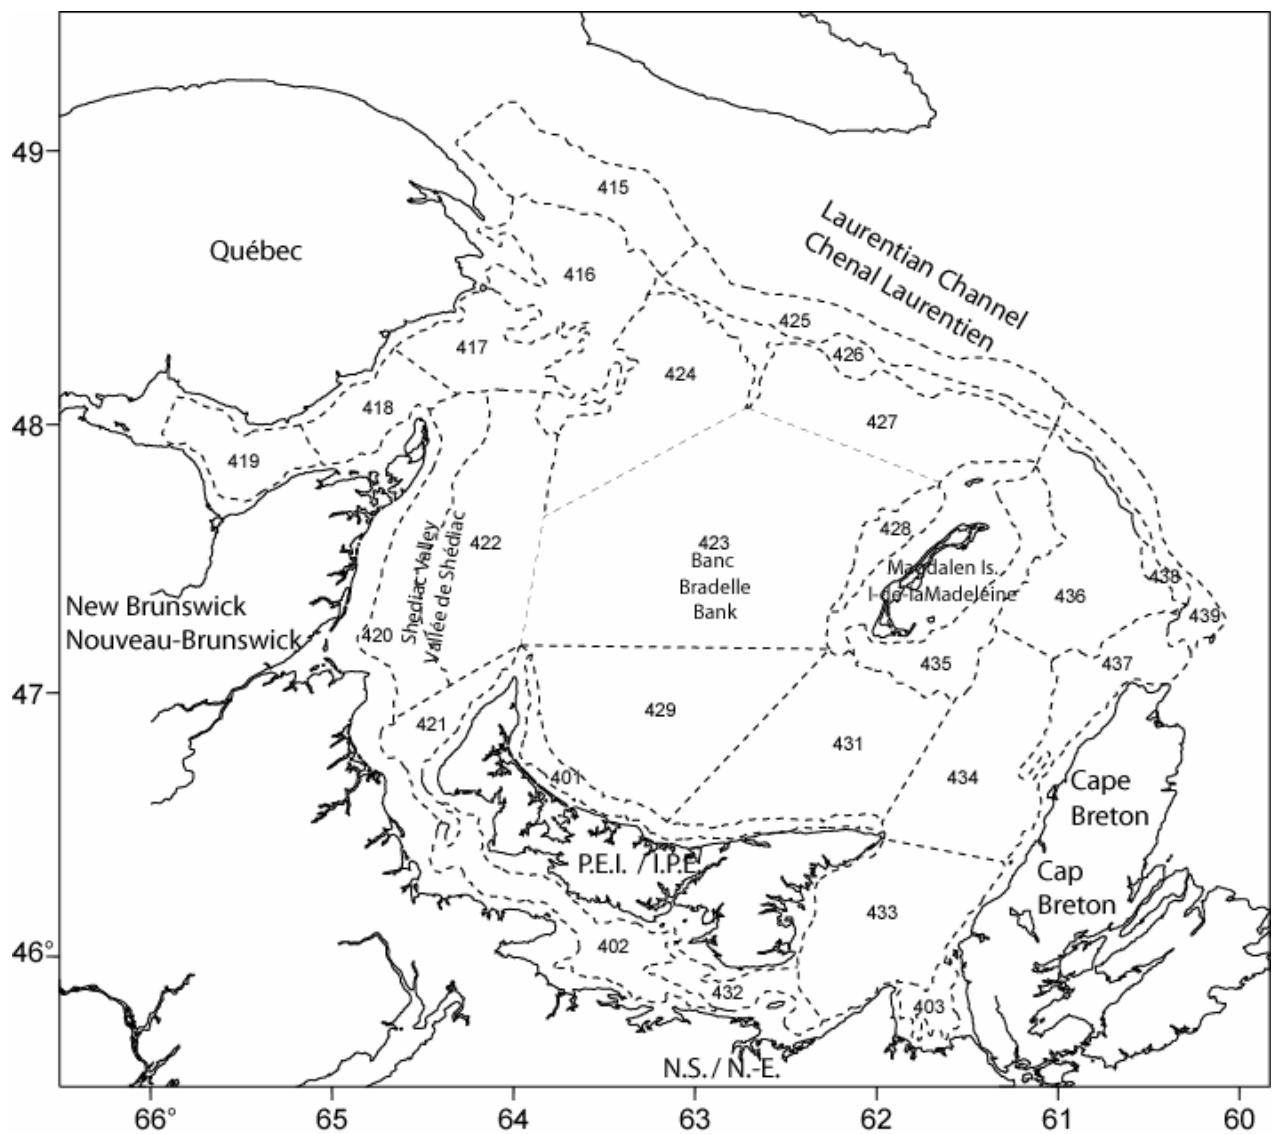 49
415
Laurentian Channel
Chenal Laurentien
Québec
416
425
417
426
424
418
427
48
419
428
422
423
Shediac Valley
Vallée de Shédiac
Banc
Bradelle
Bank
Magdalen Is.
I-de-laMadeleine
438
436
439
New Brunswick
Nouveau-Brunswick
420
435
437
47
421
429
431
401
434
Cape
Breton
P.E.I. / I.P.E
Cap
Breton
433
402
46°
432
403
N.S. / N.-E.
66° 65 64 63 62 61 60